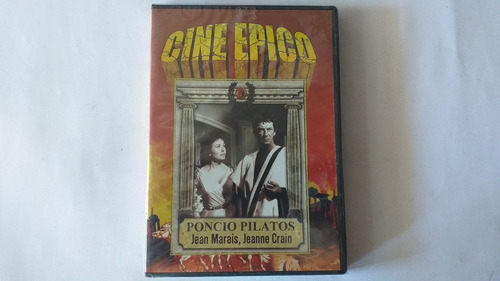 CINE EPICO
PONCIO PILATOS
Jean Marais, Jeanne Crain